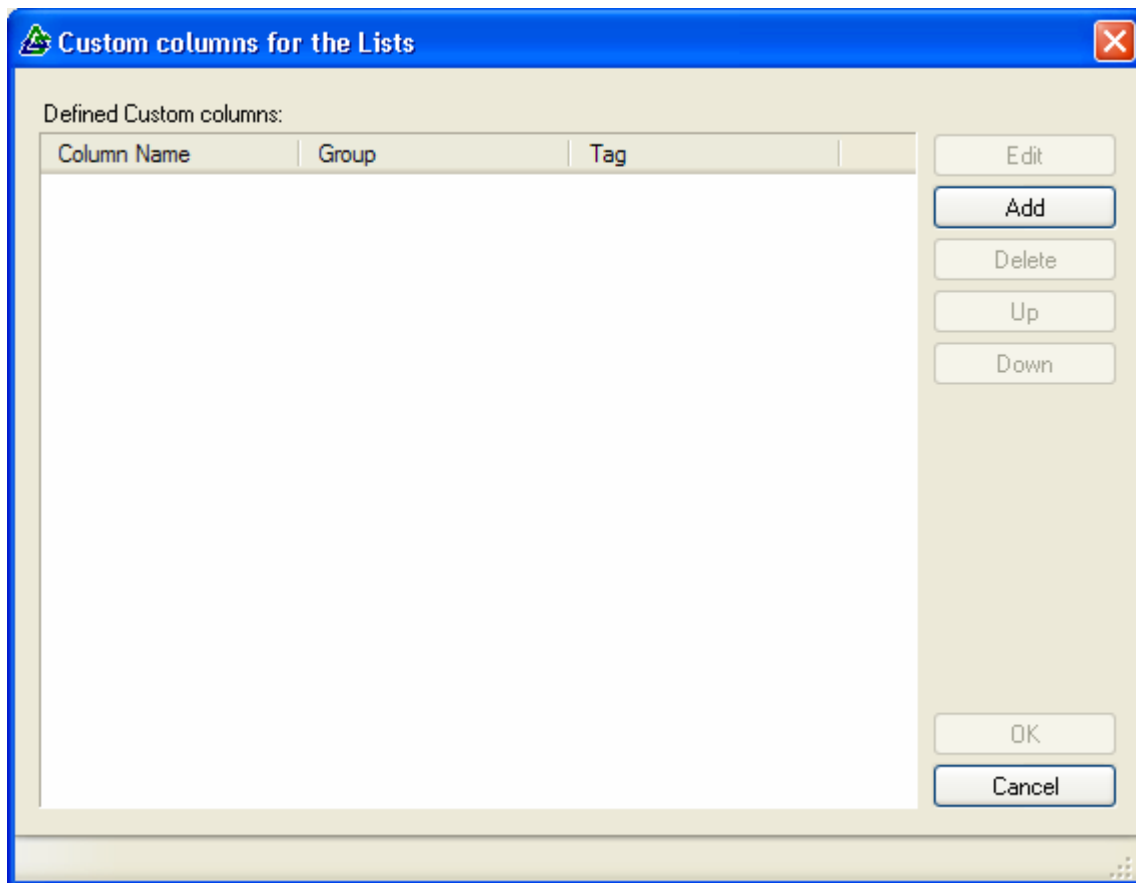 Custom columns for the Lists
Defined Custom columns:
Column Name Group Tag
Edit
Add
Delete
Up
Down
OK
Cancel